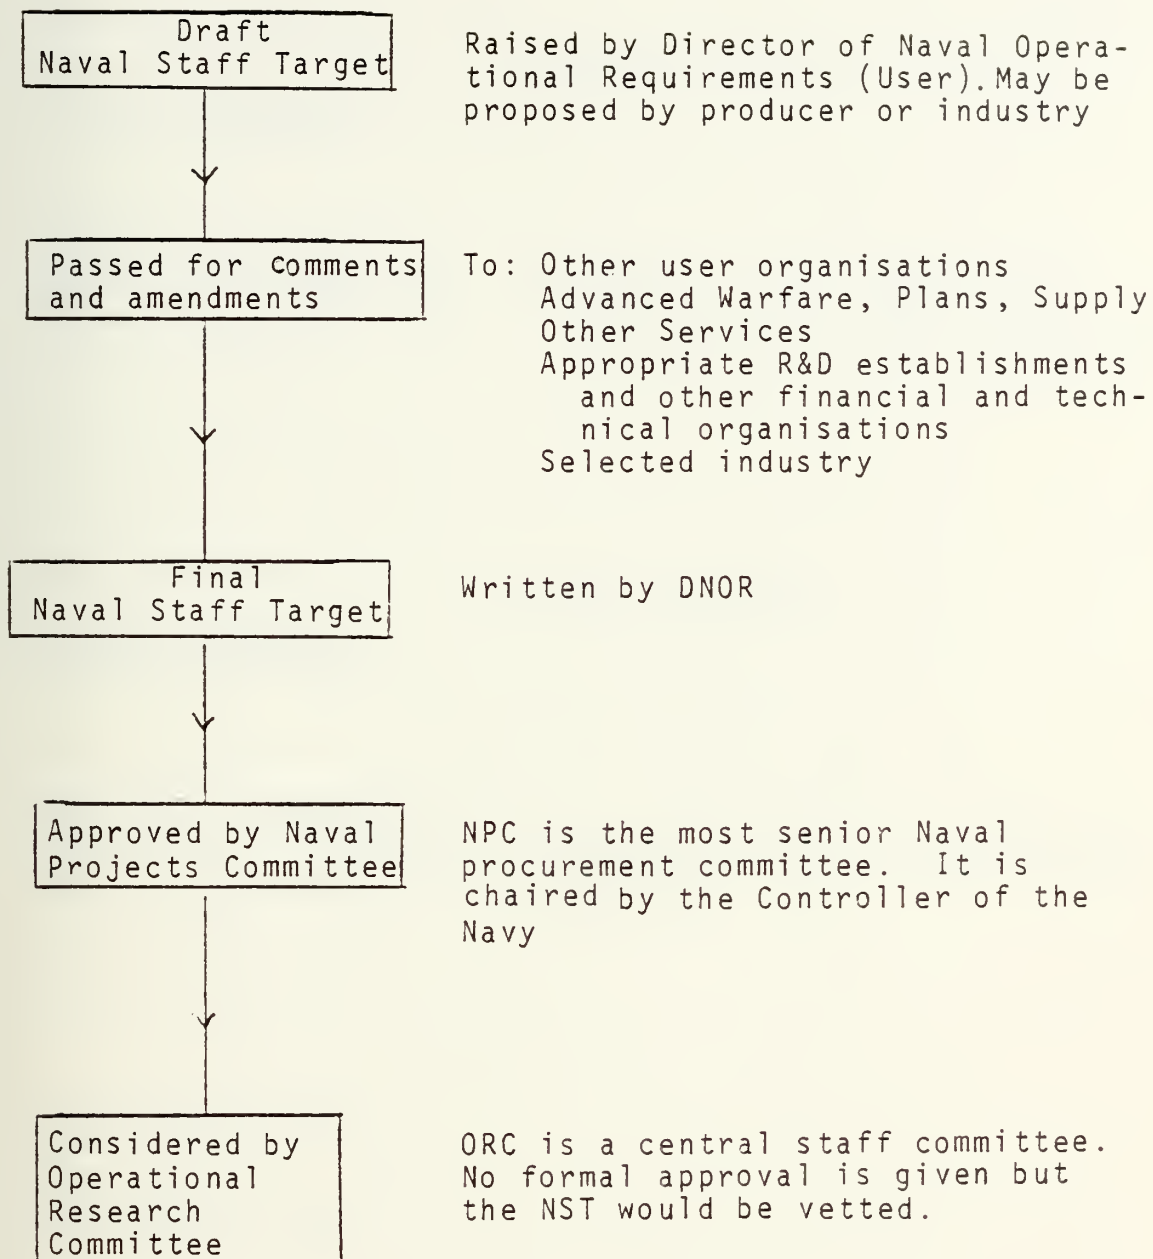 Draft
Naval Staff Target
Raised by Director of Naval Opera-
tional Requirements (User). May be
proposed by producer or industry
Passed for comments
and amendments
To: Other user organisations
Advanced Warfare, Plans, Supply
Other Services
Appropriate R&D establishments
and other financial and tech-
nical organisations
Selected industry
Final
Naval Staff Target
Written by DNOR
Approved by Naval
Projects Committee
NPC is the most senior Naval
procurement committee. It is
chaired by the Controller of the
Navy
Considered by
Operational
Research
Committee
ORC is a central staff committee.
No formal approval is given but
the NST would be vetted.